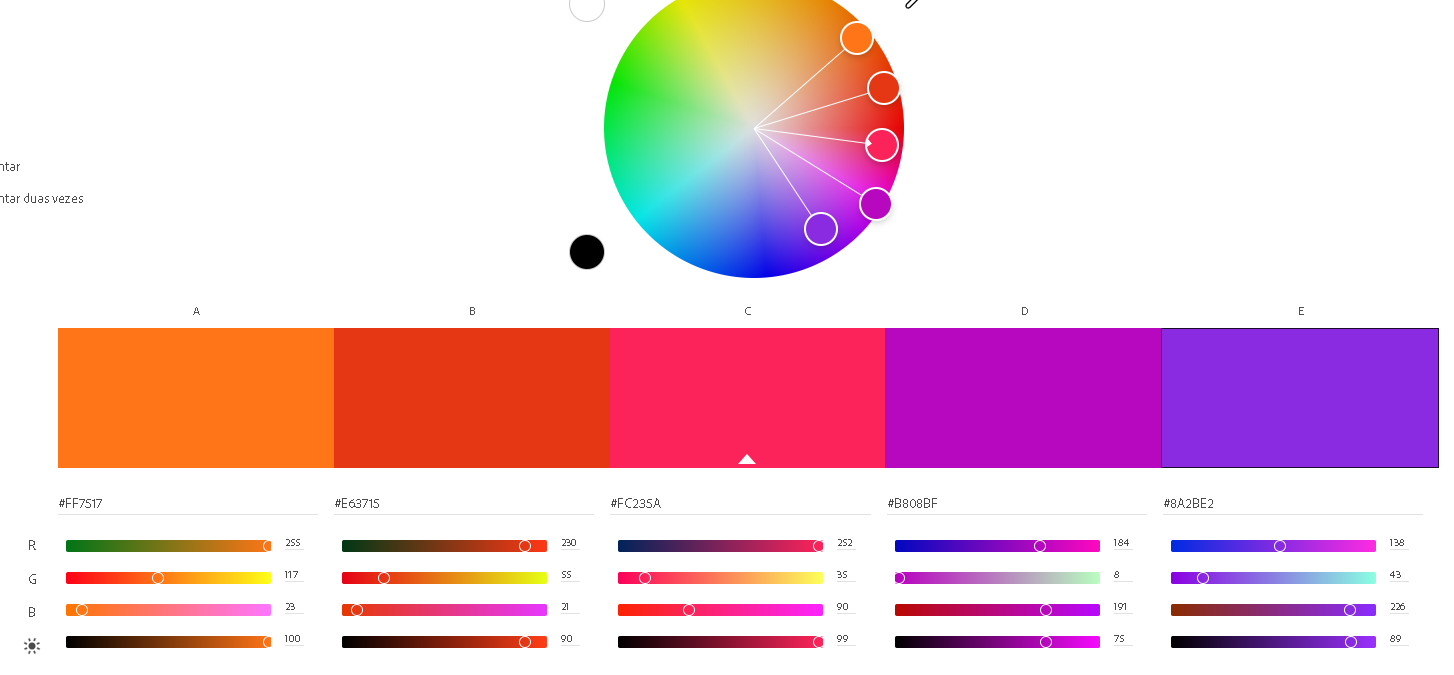 ntar
ntar duas vezes
A B C D E
#FF7517 #E63715 #FC235A #B808BF #8A2BE2
R 255 230 252 184 138
G 117 55 35 8 43
B 23 21 90 191 226
100 90 99 75 89